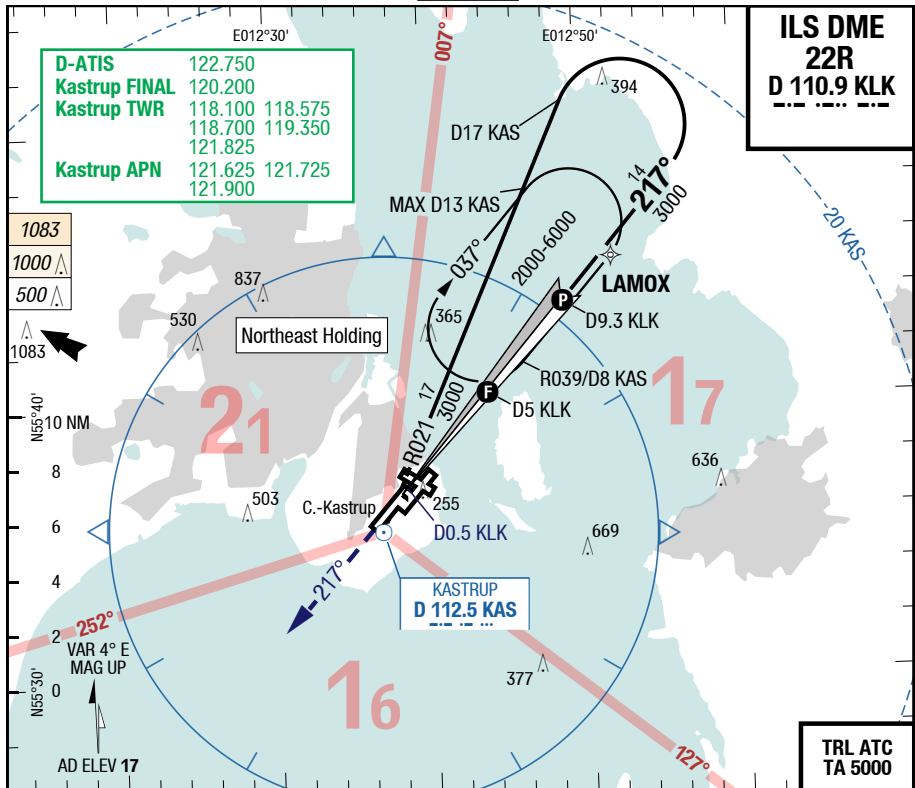 E012°30'
E012°50'
007°
ILS DME
22R
D 110.9 KLK
D-ATIS 122.750
Kastrup FINAL 120.200
Kastrup TWR 118.100 118.575
118.700 119.350
121.825
Kastrup APN 121.625 121.725
121.900
394
D17 KAS
14
217°
3000
MAX D13 KAS
20 KAS
1083
1000
500
1083
037°
2000-6000
LAMOX
837
530
365
Northeast Holding
D9.3 KLK
R039/D8 KAS
D5 KLK
P
F
17
3000
R021
21
17
N55°40'
10 NM
8
6
4
2
0
N55°30'
503
C.-Kastrup
255
D0.5 KLK
636
669
217°
KASTRUP
D 112.5 KAS
252°
VAR 4° E
MAG UP
377
16
127°
AD ELEV 17
TRL ATC
TA 5000